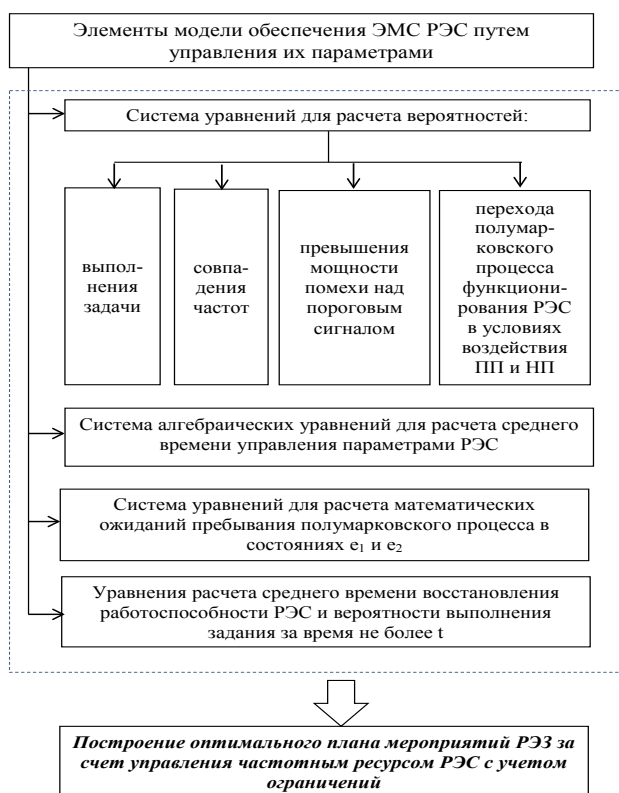 Элементы модели обеспечения ЭМС РЭС путем
управления их параметрами
Система уравнений для расчета вероятностей:
выпол-
нения
задачи
совпа-
дения
частот
превышения
мощности
помехи над
пороговым
сигналом
перехода
полумар-
ковского
процесса
функциони-
рования РЭС
в условиях
воздействия
ПП и НП
Система алгебраических уравнений для расчета среднего
времени управления параметрами РЭС
Система уравнений для расчета математических
ожиданий пребывания полумарковского процесса в
состояниях e₁ и e₂
Уравнения расчета среднего времени восстановления
работоспособности РЭС и вероятности выполнения
задания за время не более t
Построение оптимального плана мероприятий РЭЗ за
счет управления частотным ресурсом РЭС с учетом
ограничений